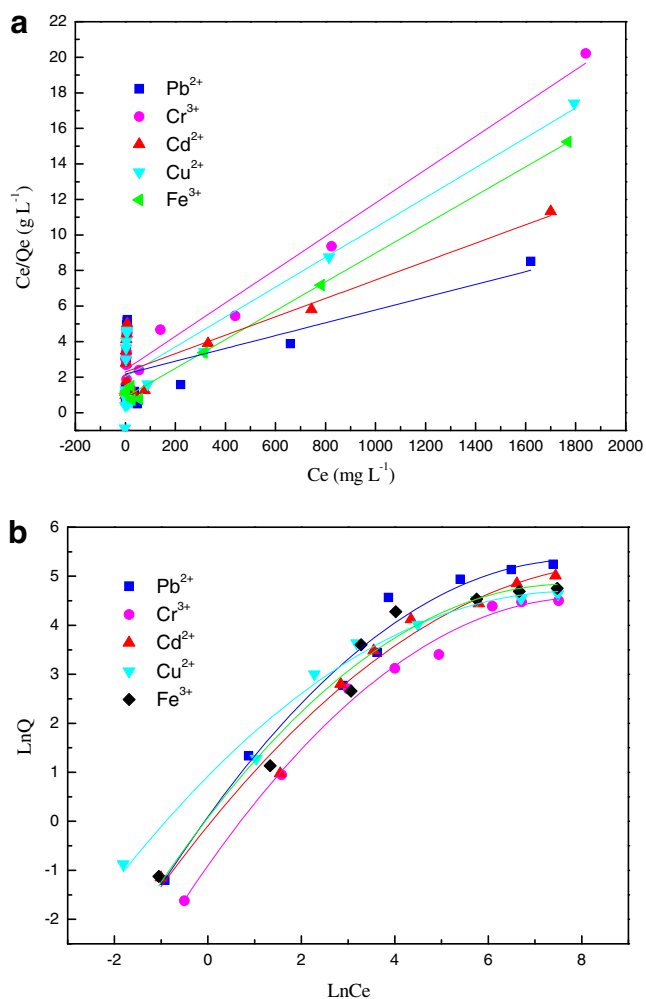 a
22
20
18
16
14
12
10
8
6
4
2
0
Ce/Qe (g L⁻¹)
Pb²⁺
Cr³⁺
Cd²⁺
Cu²⁺
Fe³⁺
-200 0 200 400 600 800 1000 1200 1400 1600 1800 2000
Ce (mg L⁻¹)
b
6
5
4
3
2
1
0
-1
-2
LnQ
Pb²⁺
Cr³⁺
Cd²⁺
Cu²⁺
Fe³⁺
-2 0 2 4 6 8
LnCe